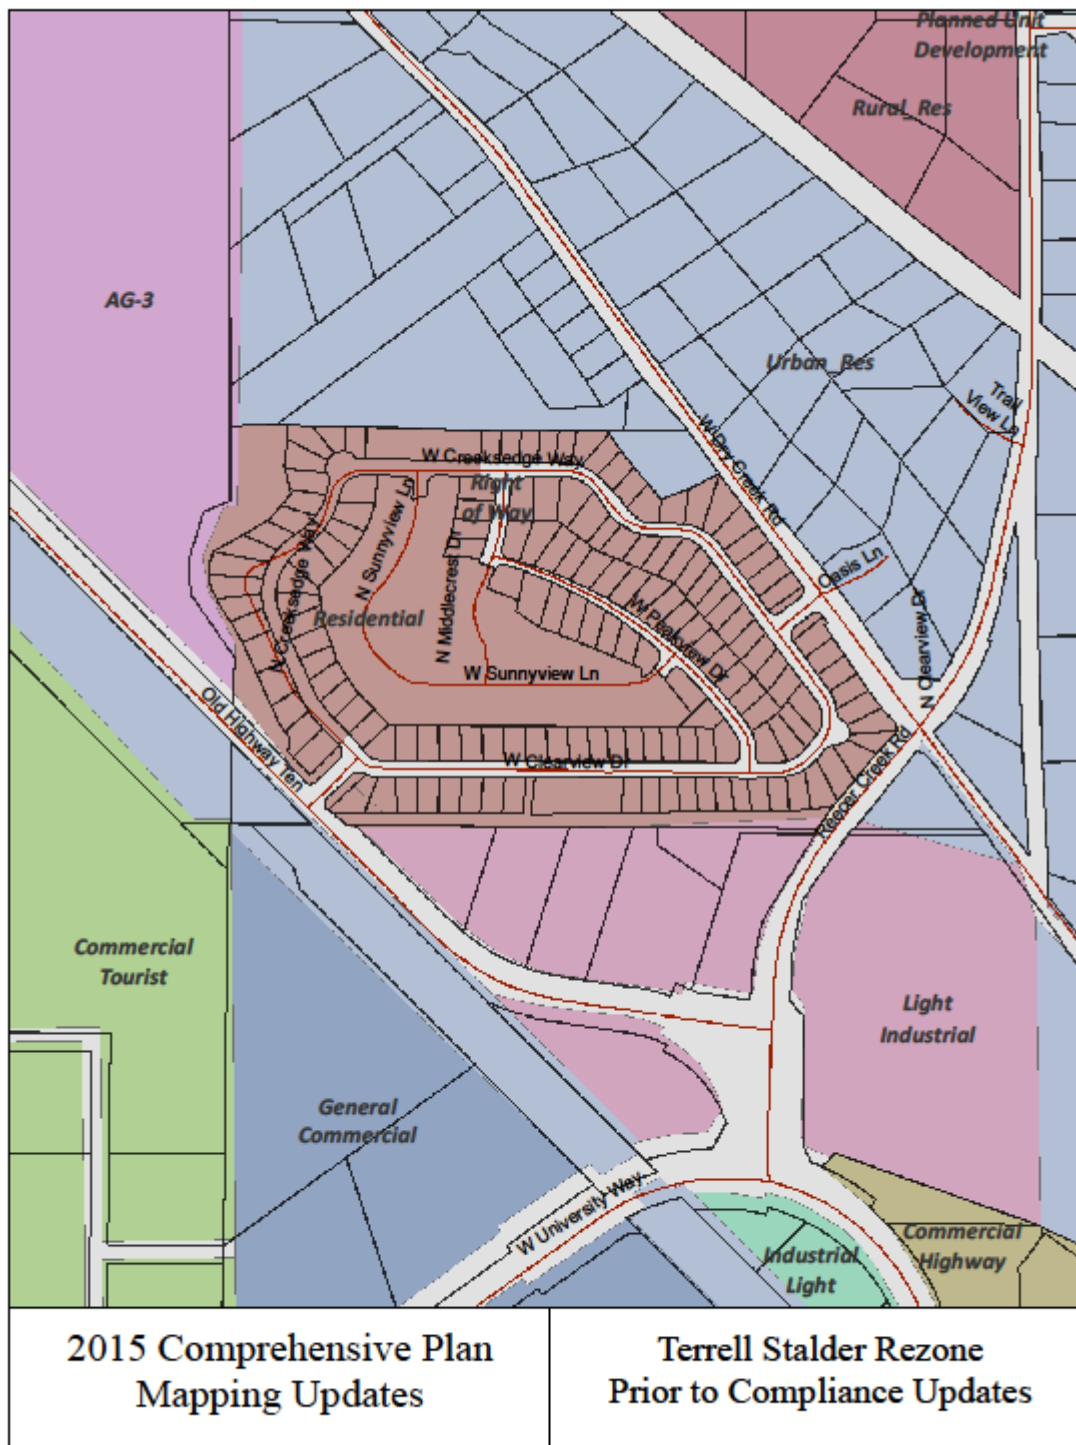 Planned Unit
Development
Rural_Res
AG-3
Urban_Res
Trail
View Ln
W Dry Creek Rd
W Creeksedge Way
Right
of Way
N Sunnyview Ln
N Middlecrest Dr
N Creeksedge Way
Oasis Ln
N Clearview Dr
Residential
W Peakview Dr
W Sunnyview Ln
Old Highway Ten
W Clearview Dr
Reecer Creek Rd
Commercial
Tourist
Light
Industrial
General
Commercial
W University Way
Industrial
Light
Commercial
Highway
2015 Comprehensive Plan
Mapping Updates
Terrell Stalder Rezone
Prior to Compliance Updates